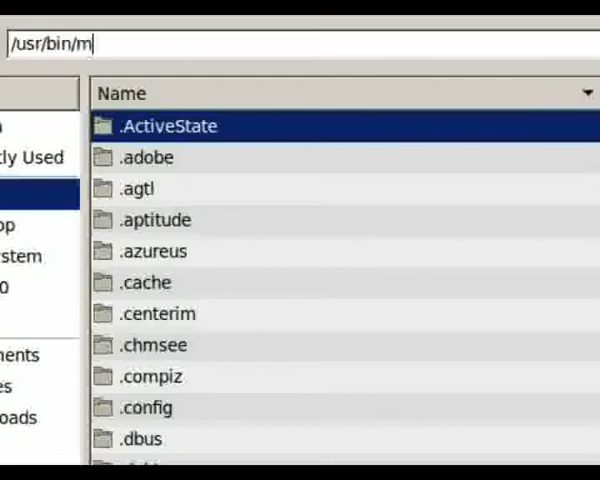 /usr/bin/m
Name
.ActiveState
tly Used
.adobe
.agtl
op
.aptitude
stem
.azureus
0
.cache
.centerim
.chmsee
ments
.compiz
es
.config
oads
.dbus